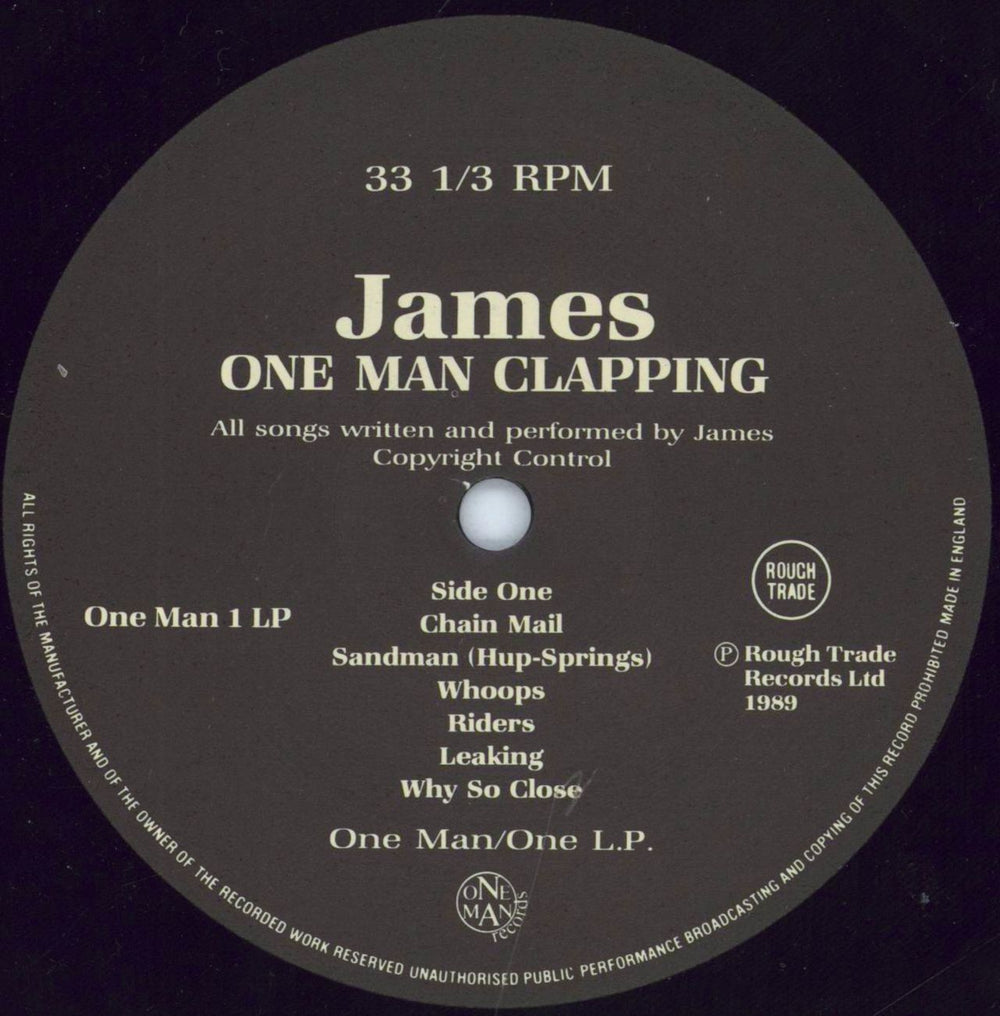 33 1/3 RPM
James
ONE MAN CLAPPING
All songs written and performed by James
Copyright Control
Side One
Chain Mail
Sandman (Hup-Springs)
Whoops
Riders
Leaking
Why So Close
One Man/One L.P.
One Man 1 LP
ROUGH
TRADE
℗ Rough Trade
Records Ltd
1989
ONE
MAN
records
ALL RIGHTS OF THE MANUFACTURER AND OF THE OWNER OF THE RECORDED WORK RESERVED UNAUTHORISED PUBLIC PERFORMANCE BROADCASTING AND COPYING OF THIS RECORD PROHIBITED MADE IN ENGLAND